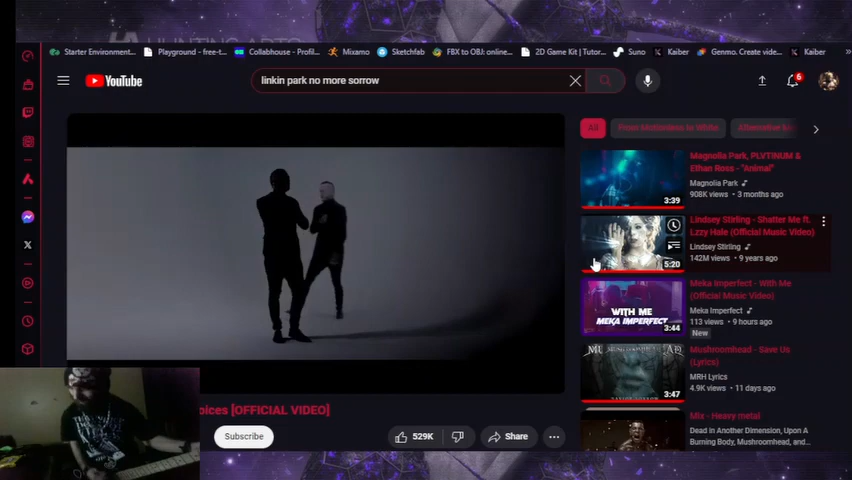 Starter Environment... Playground - free-t... Collabhouse - Profil... Mixamo Sketchfab FBX to OBJ: online... 2D Game Kit | Tutor... Suno Kaiber Genmo. Create vide... Kaiber »
YouTube
linkin park no more sorrow
6
All From Motionless In White Alternative
Magnolia Park, PLVTINUM &
Ethan Ross - "Animal"
Magnolia Park
908K views • 3 months ago
3:39
Lindsey Stirling - Shatter Me ft.
Lzzy Hale (Official Music Video)
Lindsey Stirling
142M views • 9 years ago
5:20
Meka Imperfect - With Me
(Official Music Video)
Meka Imperfect
113 views • 9 hours ago
New
WITH ME
MEKA IMPERFECT
3:44
Mushroomhead - Save Us
(Lyrics)
MRH Lyrics
4.9K views • 11 days ago
3:47
Mix - Heavy metal
Dead in Another Dimension, Upon A
Burning Body, Mushroomhead, and...
oices [OFFICIAL VIDEO]
Subscribe
529K
Share